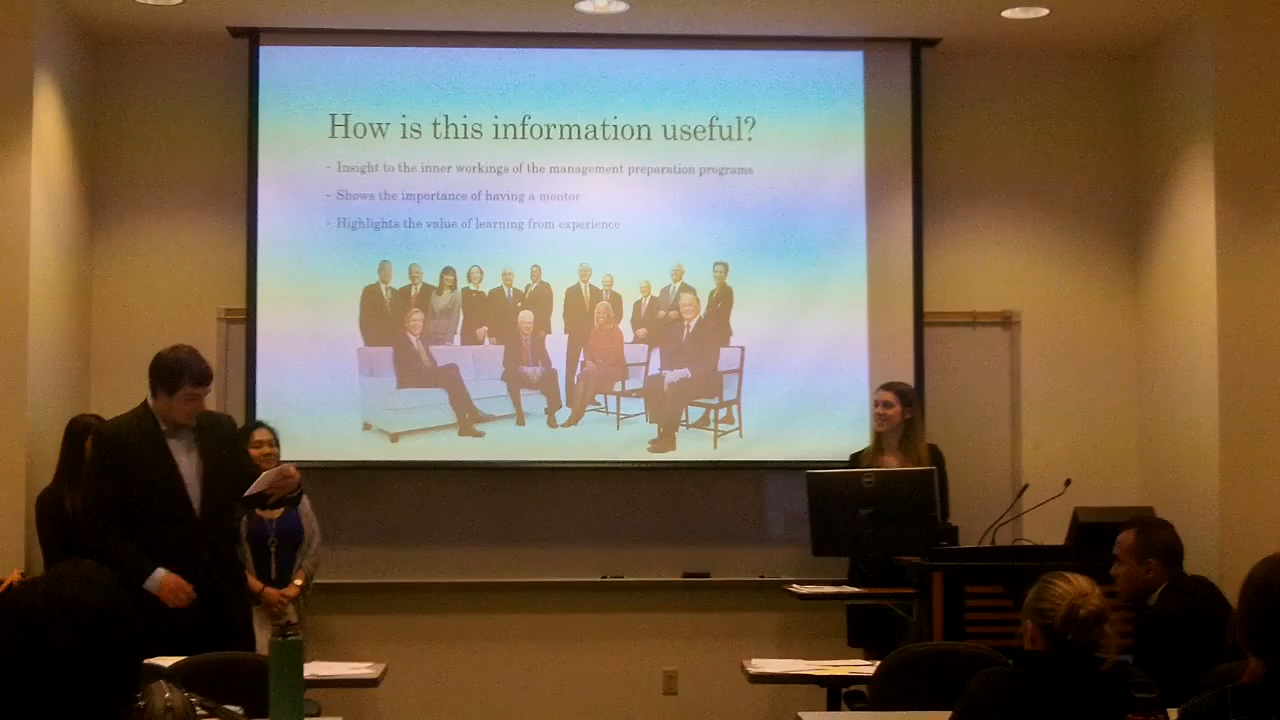 How is this information useful?
- Insight to the inner workings of the management preparation programs
- Shows the importance of having a mentor
- Highlights the value of learning from experience
DELL